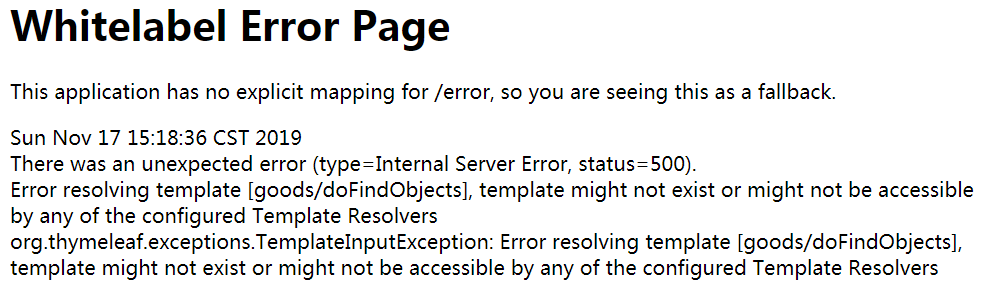 Whitelabel Error Page
This application has no explicit mapping for /error, so you are seeing this as a fallback.
Sun Nov 17 15:18:36 CST 2019
There was an unexpected error (type=Internal Server Error, status=500).
Error resolving template [goods/doFindObjects], template might not exist or might not be accessible
by any of the configured Template Resolvers
org.thymeleaf.exceptions.TemplateInputException: Error resolving template [goods/doFindObjects],
template might not exist or might not be accessible by any of the configured Template Resolvers